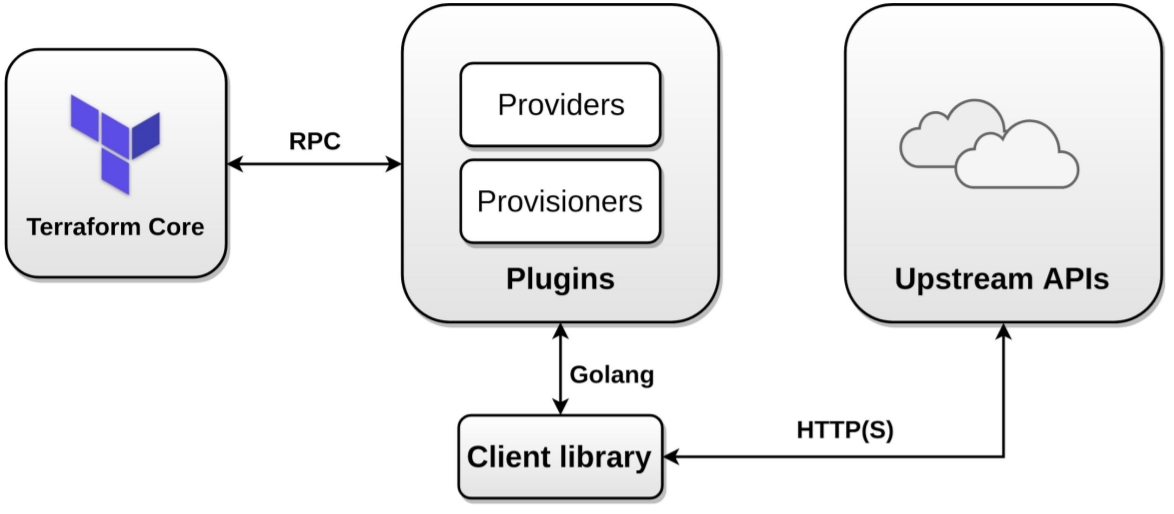 Terraform Core
RPC
Providers
Provisioners
Plugins
Upstream APIs
Golang
Client library
HTTP(S)